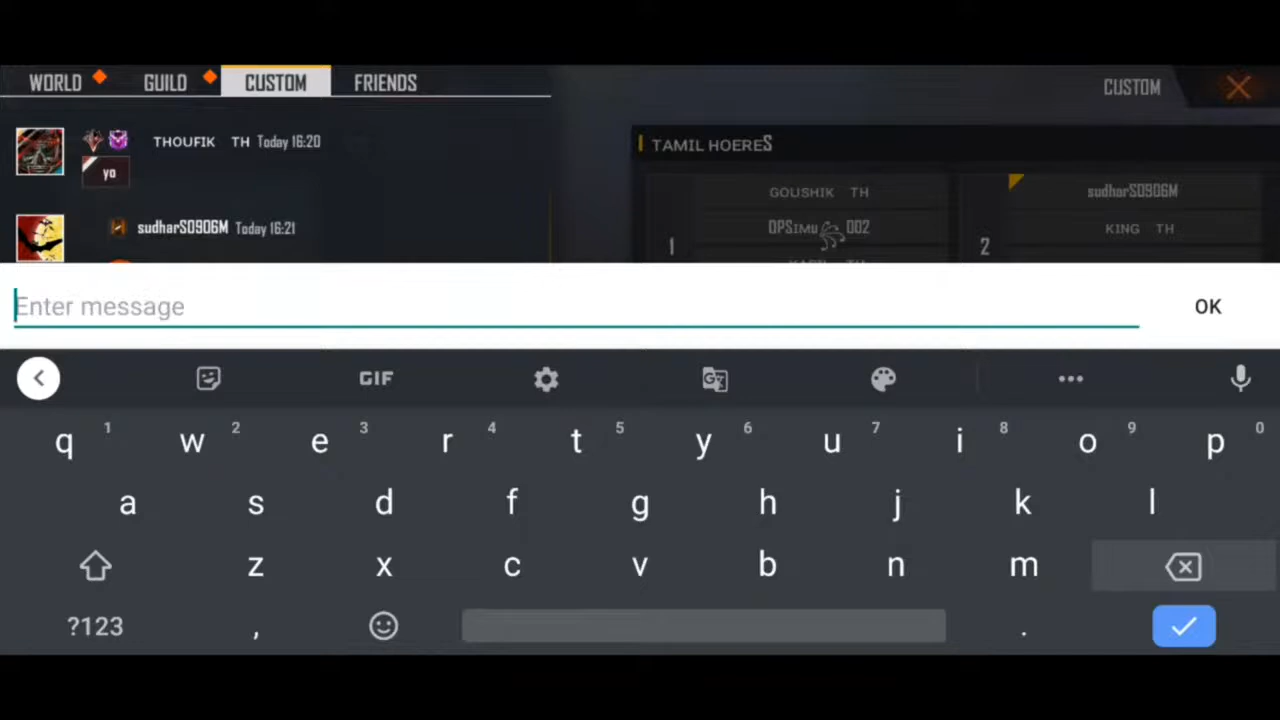 WORLD GUILD CUSTOM FRIENDS
CUSTOM
THOUFIK TH Today 16:20
yo
sudharS0906M Today 16:21
TAMIL HOERES
GOUSHIK TH
sudharS0906M
OPSIMU 002
KING TH
1
2
Enter message
OK
GIF
q 1 w 2 e 3 r 4 t 5 y 6 u 7 i 8 o 9 p 0
a s d f g h j k l
z x c v b n m
?123 , .